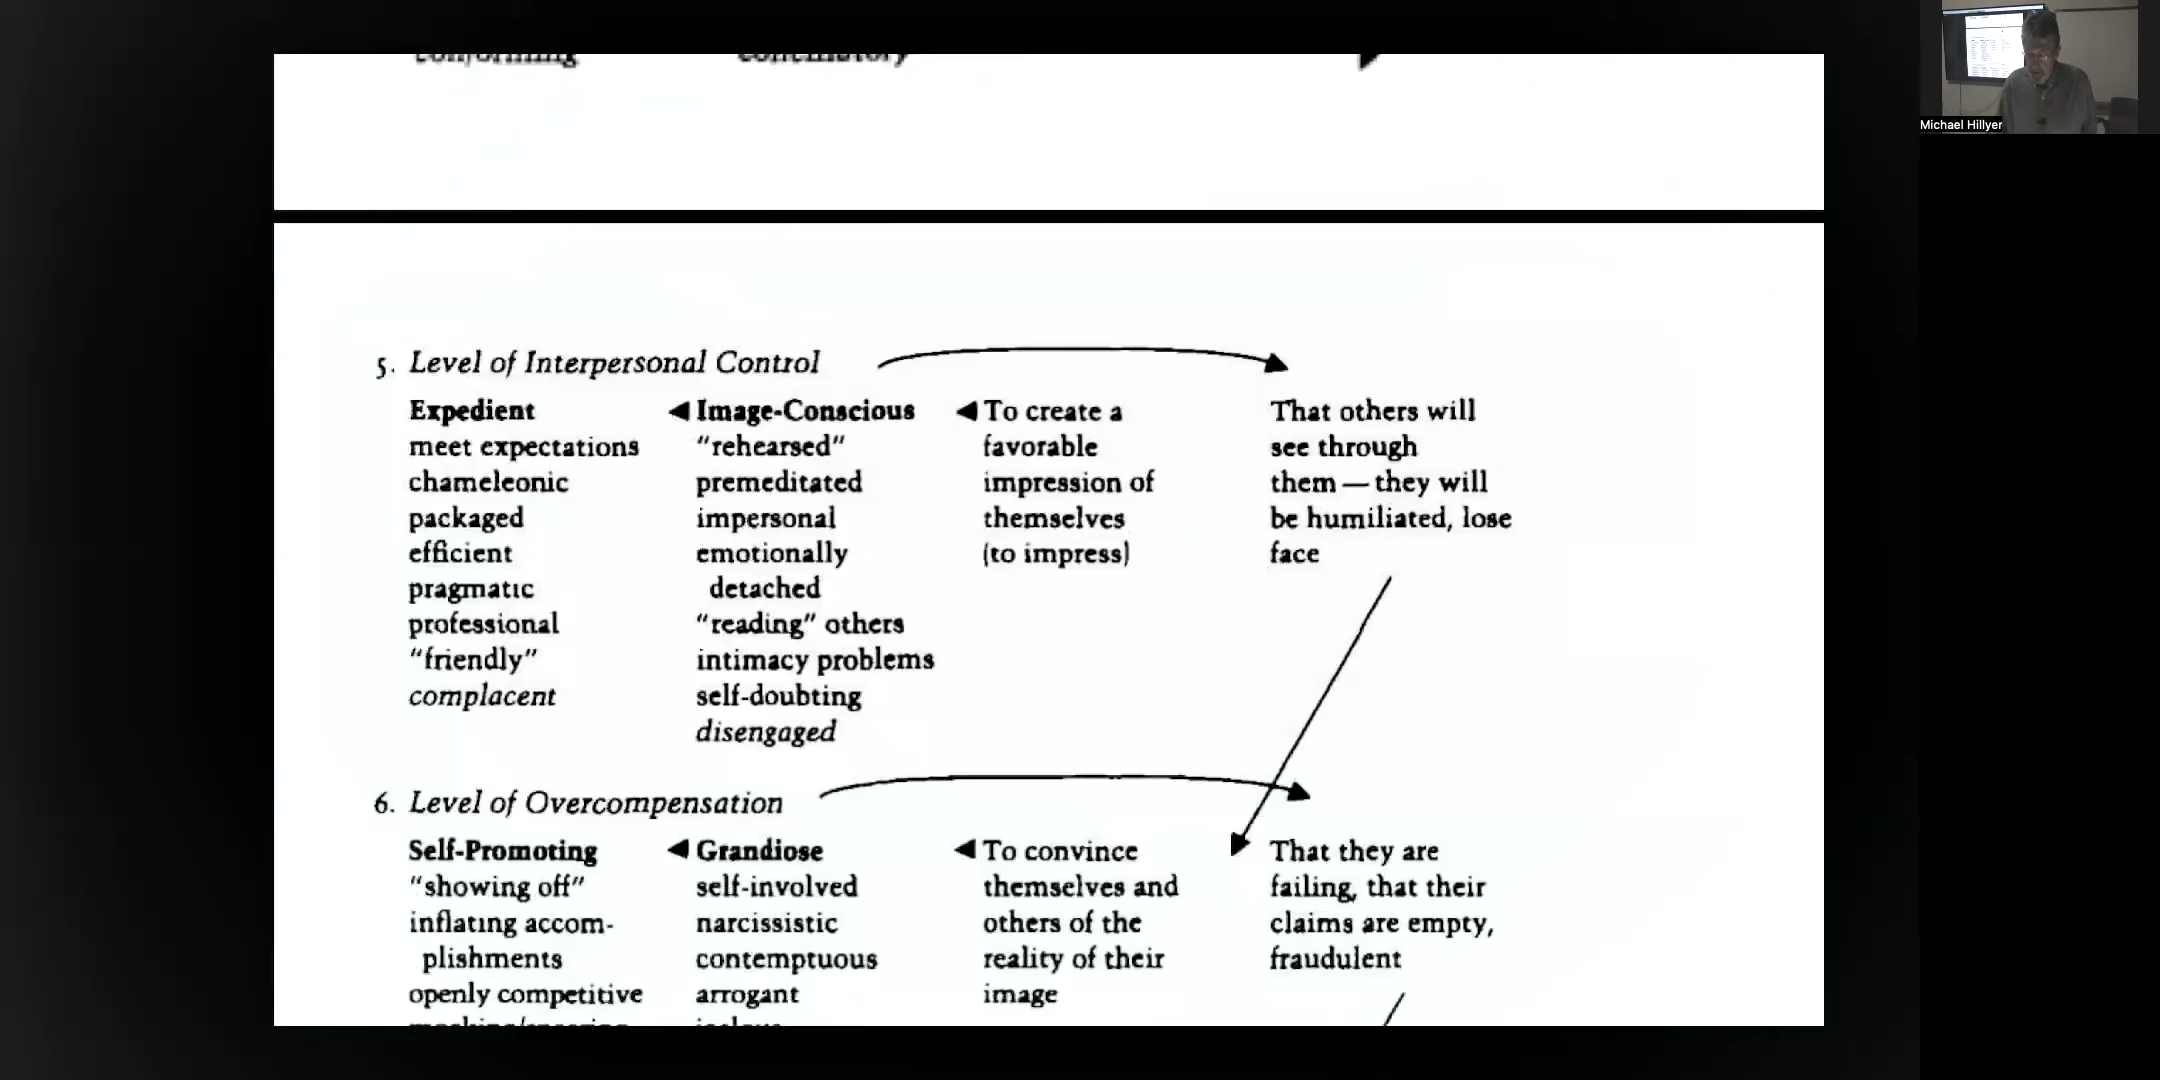 conforming conciliatory
Michael Hillyer
5. Level of Interpersonal Control
Expedient
meet expectations
chameleonic
packaged
efficient
pragmatic
professional
"friendly"
complacent
◄ Image-Conscious
"rehearsed"
premeditated
impersonal
emotionally
detached
"reading" others
intimacy problems
self-doubting
disengaged
◄ To create a
favorable
impression of
themselves
(to impress)
That others will
see through
them — they will
be humiliated, lose
face
6. Level of Overcompensation
Self-Promoting
"showing off"
inflating accom-
plishments
openly competitive
◄ Grandiose
self-involved
narcissistic
contemptuous
arrogant
jealous
◄ To convince
themselves and
others of the
reality of their
image
That they are
failing, that their
claims are empty,
fraudulent